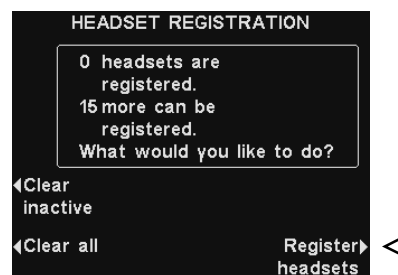 HEADSET REGISTRATION
0 headsets are
registered.
15 more can be
registered.
What would you like to do?
Clear
inactive
Clear all
Register
headsets